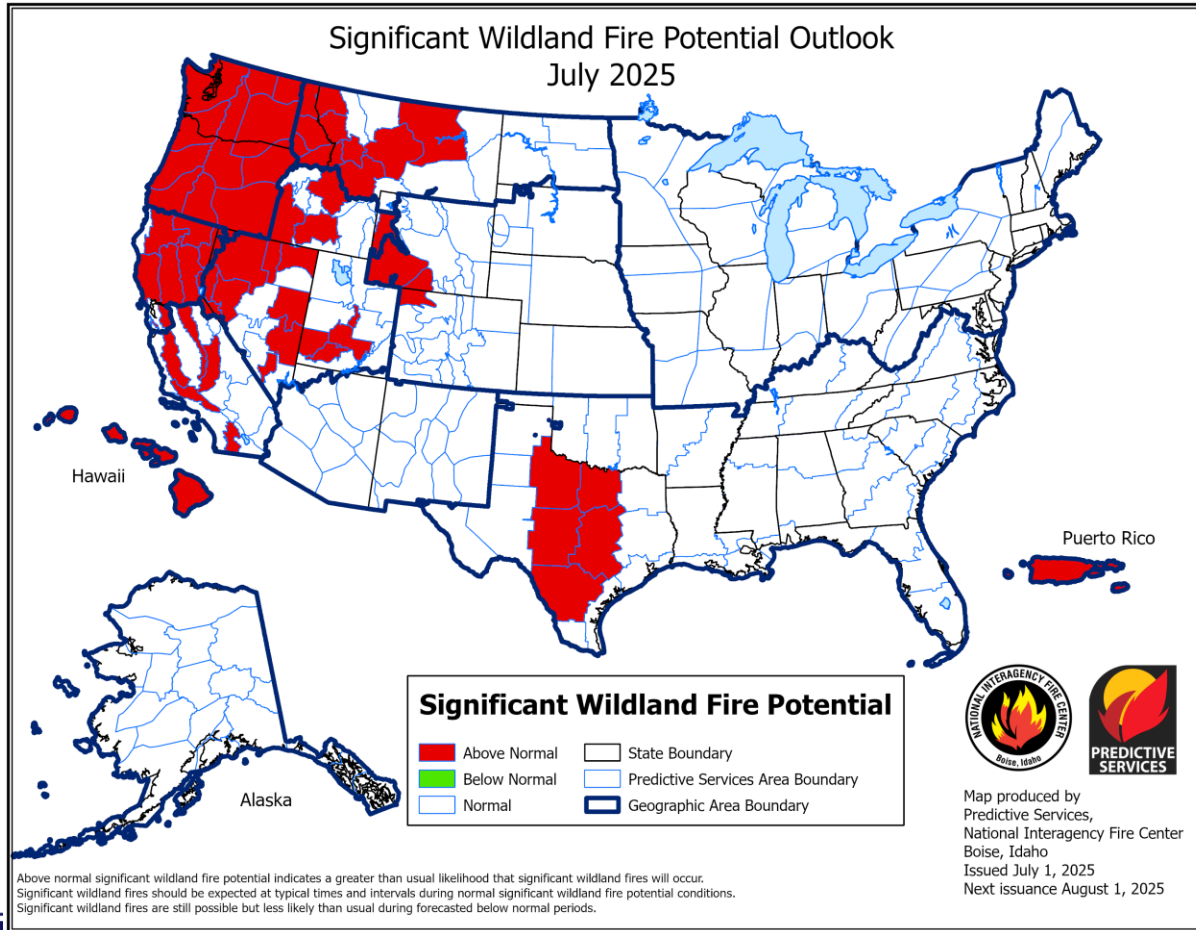 Significant Wildland Fire Potential Outlook
July 2025
Hawaii
Puerto Rico
Alaska
Significant Wildland Fire Potential
Above Normal
State Boundary
Below Normal
Predictive Services Area Boundary
Normal
Geographic Area Boundary
NATIONAL INTERAGENCY FIRE CENTER
Boise, Idaho
PREDICTIVE
SERVICES
Map produced by
Predictive Services,
National Interagency Fire Center
Boise, Idaho
Issued July 1, 2025
Next issuance August 1, 2025
Above normal significant wildland fire potential indicates a greater than usual likelihood that significant wildland fires will occur.
Significant wildland fires should be expected at typical times and intervals during normal significant wildland fire potential conditions.
Significant wildland fires are still possible but less likely than usual during forecasted below normal periods.